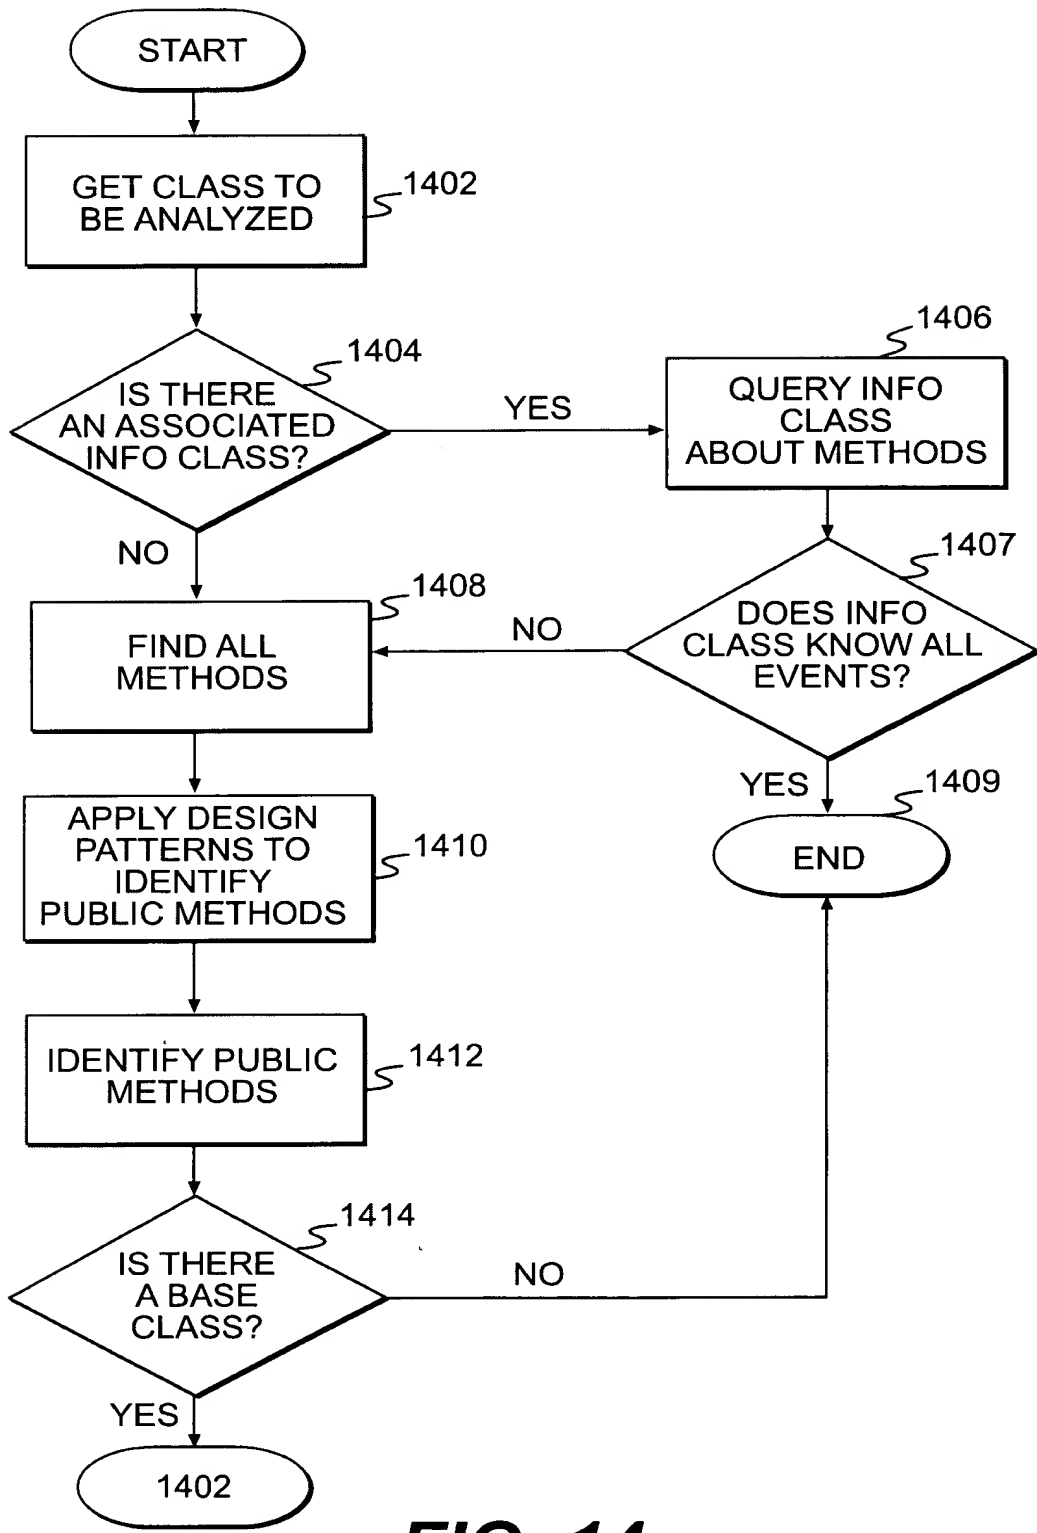 START
GET CLASS TO
BE ANALYZED
1402
1404
IS THERE
AN ASSOCIATED
INFO CLASS?
YES
1406
QUERY INFO
CLASS
ABOUT METHODS
NO
1407
DOES INFO
CLASS KNOW ALL
EVENTS?
NO
1408
FIND ALL
METHODS
YES
1409
END
APPLY DESIGN
PATTERNS TO
IDENTIFY
PUBLIC METHODS
1410
IDENTIFY PUBLIC
METHODS
1412
1414
IS THERE
A BASE
CLASS?
NO
YES
1402
FIG. 14